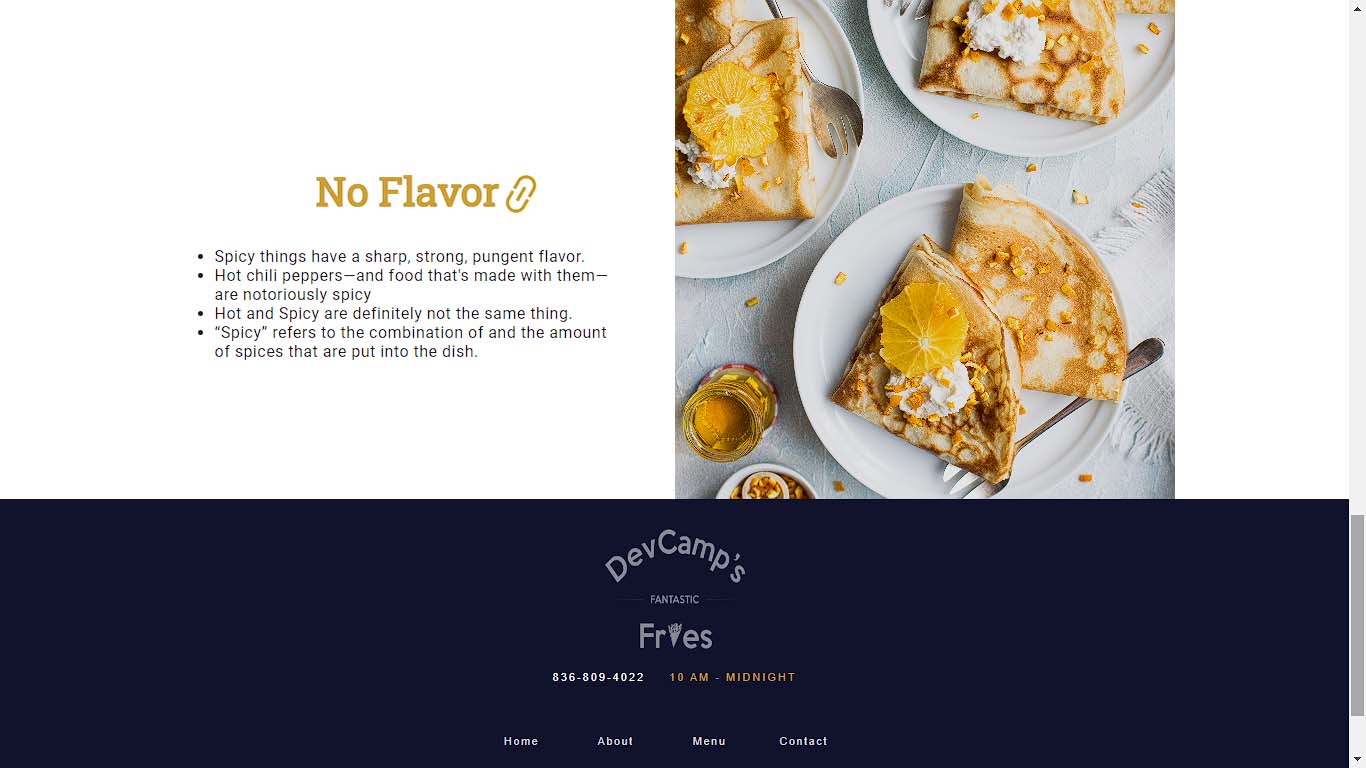 No Flavor
Spicy things have a sharp, strong, pungent flavor.
Hot chili peppers—and food that's made with them—
are notoriously spicy
Hot and Spicy are definitely not the same thing.
“Spicy” refers to the combination of and the amount
of spices that are put into the dish.
DevCamp's
FANTASTIC
Fries
836-809-4022 10 AM - MIDNIGHT
Home About Menu Contact